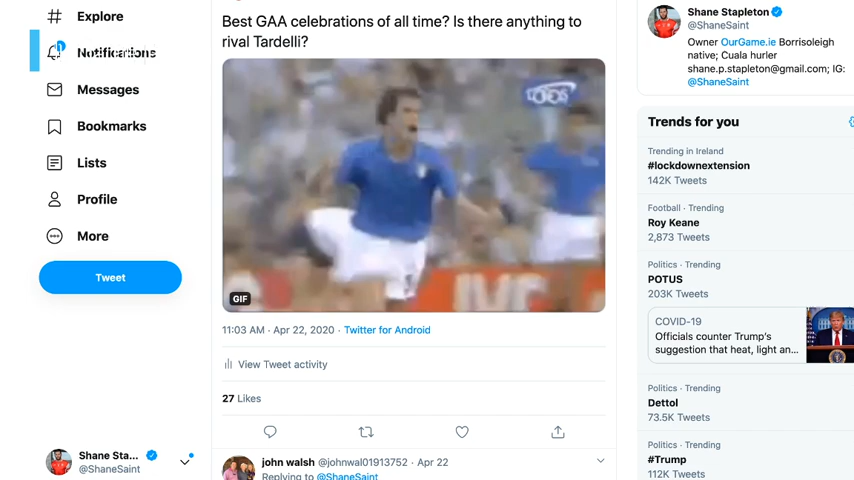 Explore
Notifications
Messages
Bookmarks
Lists
Profile
More
Tweet
Shane Sta...
@ShaneSaint
Best GAA celebrations of all time? Is there anything to
rival Tardelli?
GIF
11:03 AM · Apr 22, 2020 · Twitter for Android
View Tweet activity
27 Likes
john walsh @johnwal01913752 · Apr 22
Replying to @ShaneSaint
Shane Stapleton
@ShaneSaint
Owner OurGame.ie Borrisoleigh
native; Cuala hurler
shane.p.stapleton@gmail.com; IG:
@ShaneSaint
Trends for you
Trending in Ireland
#lockdownextension
142K Tweets
Football · Trending
Roy Keane
2,873 Tweets
Politics · Trending
POTUS
203K Tweets
COVID-19
Officials counter Trump's
suggestion that heat, light an...
Politics · Trending
Dettol
73.5K Tweets
Politics · Trending
#Trump
112K Tweets